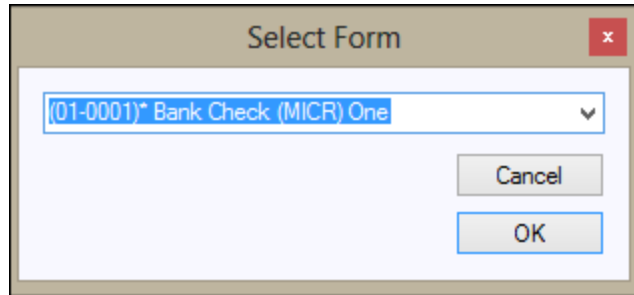 Select Form
x
(01-0001)* Bank Check (MICR) One
Cancel
OK